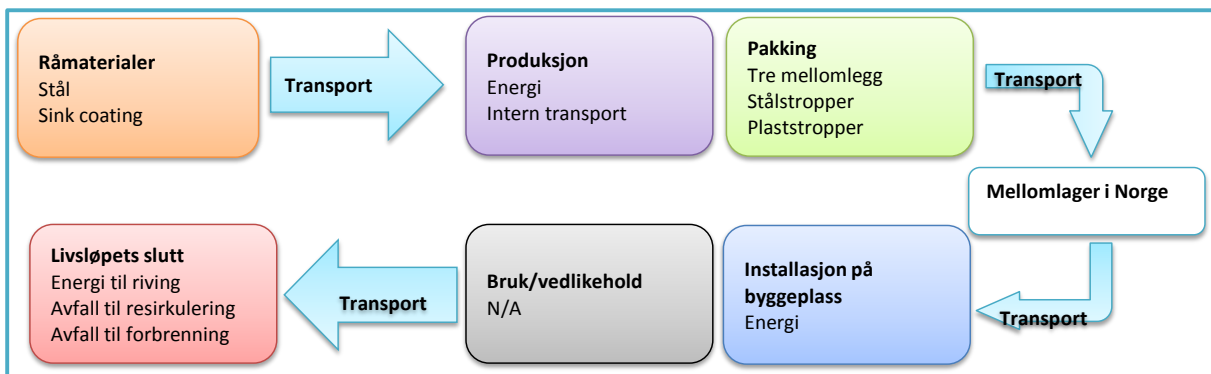 Råmaterialer
Stål
Sink coating
Transport
Produksjon
Energi
Intern transport
Pakking
Tre mellomlegg
Stålstropper
Plaststropper
Transport
Mellomlager i Norge
Transport
Installasjon på
byggeplass
Energi
Bruk/vedlikehold
N/A
Transport
Livsløpets slutt
Energi til riving
Avfall til resirkulering
Avfall til forbrenning